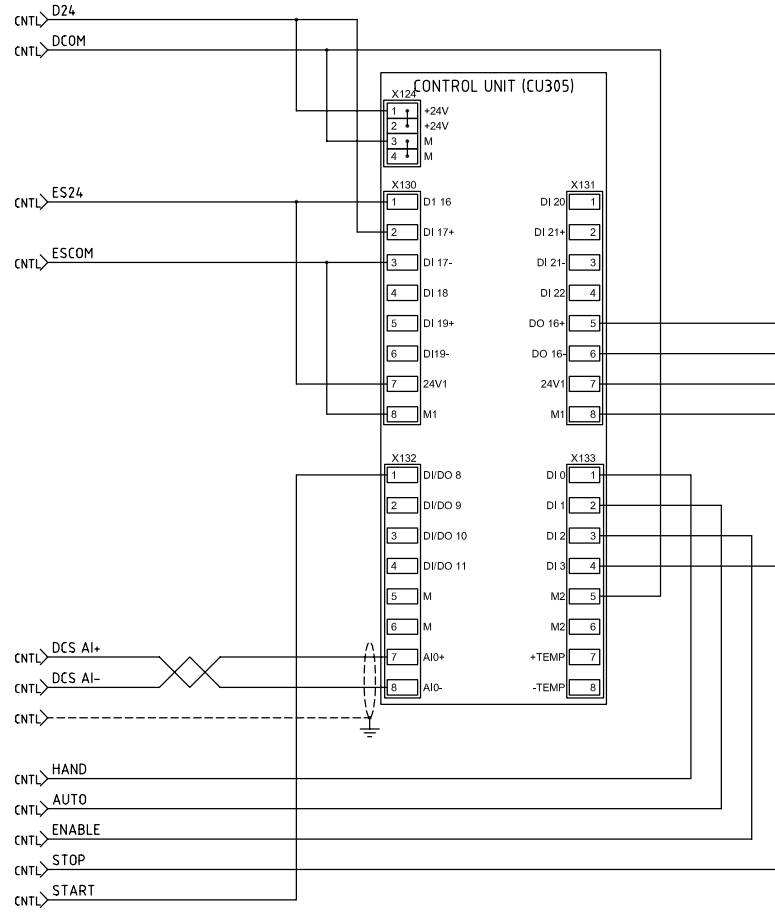 CNTL D24
CNTL DCOM
CONTROL UNIT (CU305)
X124
1 +24V
2 +24V
3 M
4 M
X130
CNTL ES24
1 D1 16
2 DI 17+
CNTL ESCOM
3 DI 17-
4 DI 18
5 DI 19+
6 DI19-
7 24V1
8 M1
X131
DI 20 1
DI 21+ 2
DI 21- 3
DI 22 4
DO 16+ 5
DO 16- 6
24V1 7
M1 8
X132
1 DI/DO 8
2 DI/DO 9
3 DI/DO 10
4 DI/DO 11
5 M
6 M
CNTL DCS AI+
7 AI0+
CNTL DCS AI-
8 AI0-
X133
DI 0 1
DI 1 2
DI 2 3
DI 3 4
M2 5
M2 6
+TEMP 7
-TEMP 8
CNTL
CNTL HAND
CNTL AUTO
CNTL ENABLE
CNTL STOP
CNTL START